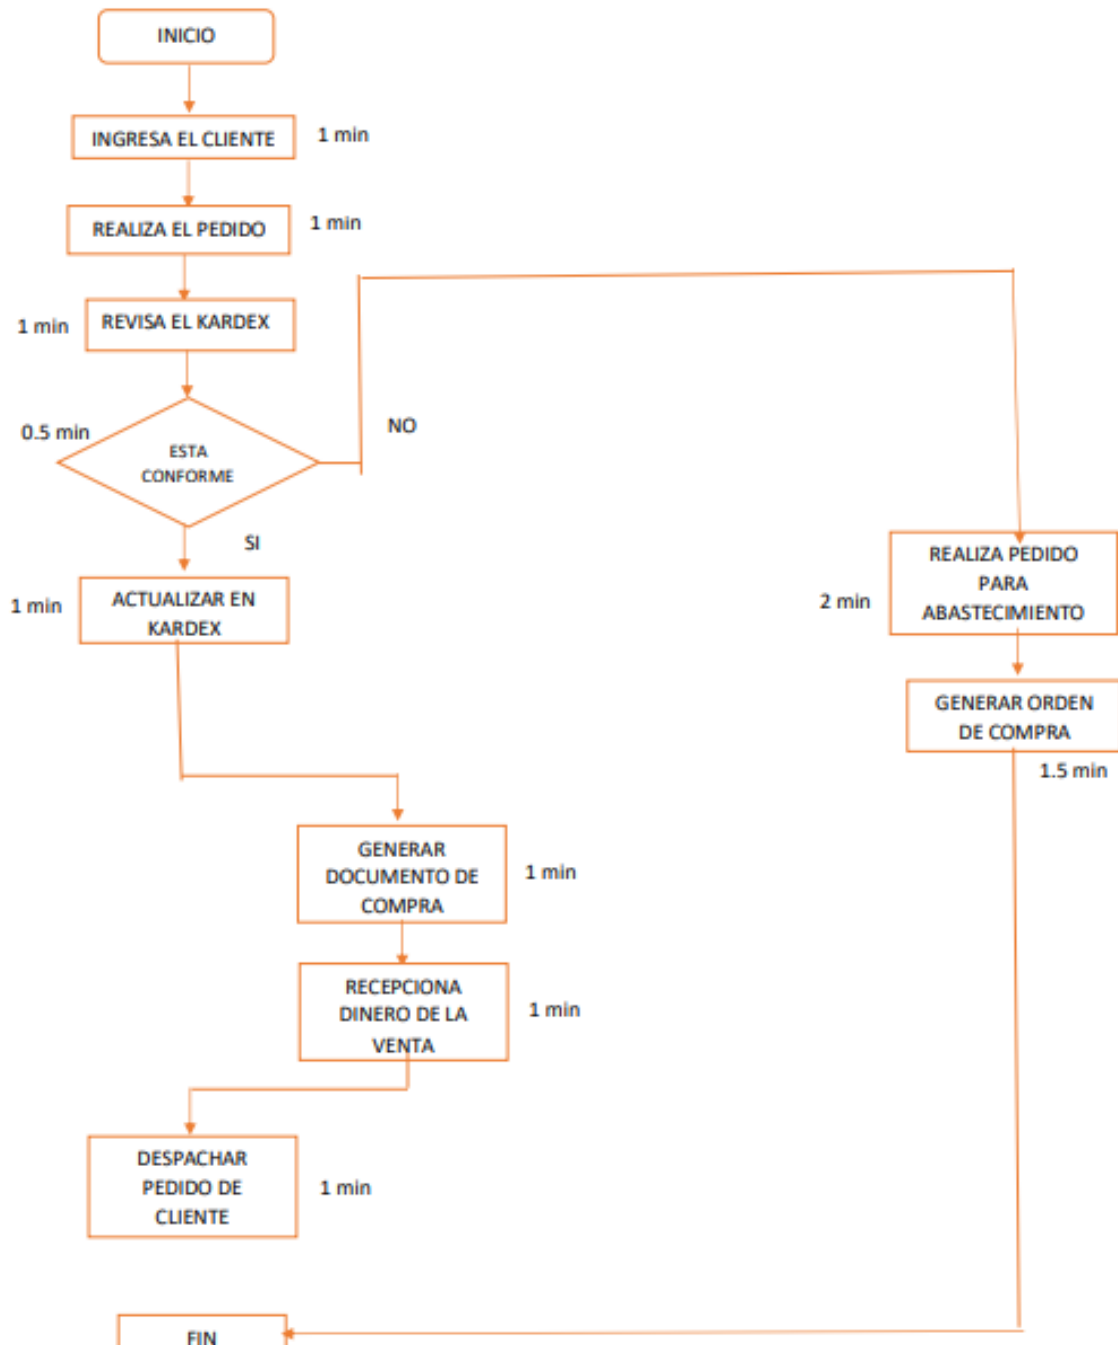 INICIO
INGRESA EL CLIENTE
1 min
REALIZA EL PEDIDO
1 min
1 min
REVISA EL KARDEX
0.5 min
ESTA
CONFORME
NO
SI
1 min
ACTUALIZAR EN
KARDEX
2 min
REALIZA PEDIDO
PARA
ABASTECIMIENTO
GENERAR ORDEN
DE COMPRA
1.5 min
GENERAR
DOCUMENTO DE
COMPRA
1 min
RECEPCIONA
DINERO DE LA
VENTA
1 min
DESPACHAR
PEDIDO DE
CLIENTE
1 min
FIN